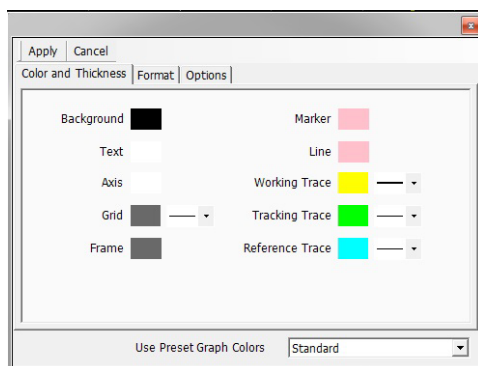 Apply Cancel
Color and Thickness Format Options
Background Marker
Text Line
Axis Working Trace
Grid Tracking Trace
Frame Reference Trace
Use Preset Graph Colors Standard